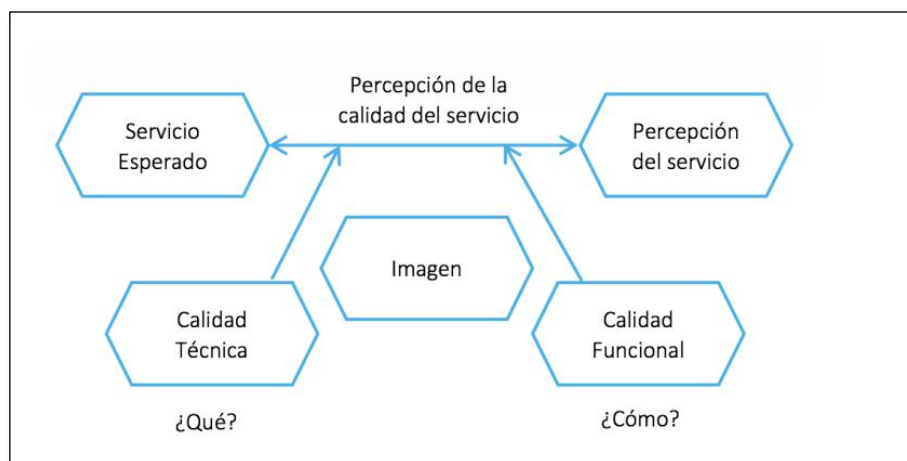 Percepción de la
calidad del servicio
Servicio
Esperado
Percepción
del servicio
Imagen
Calidad
Técnica
Calidad
Funcional
¿Qué?
¿Cómo?